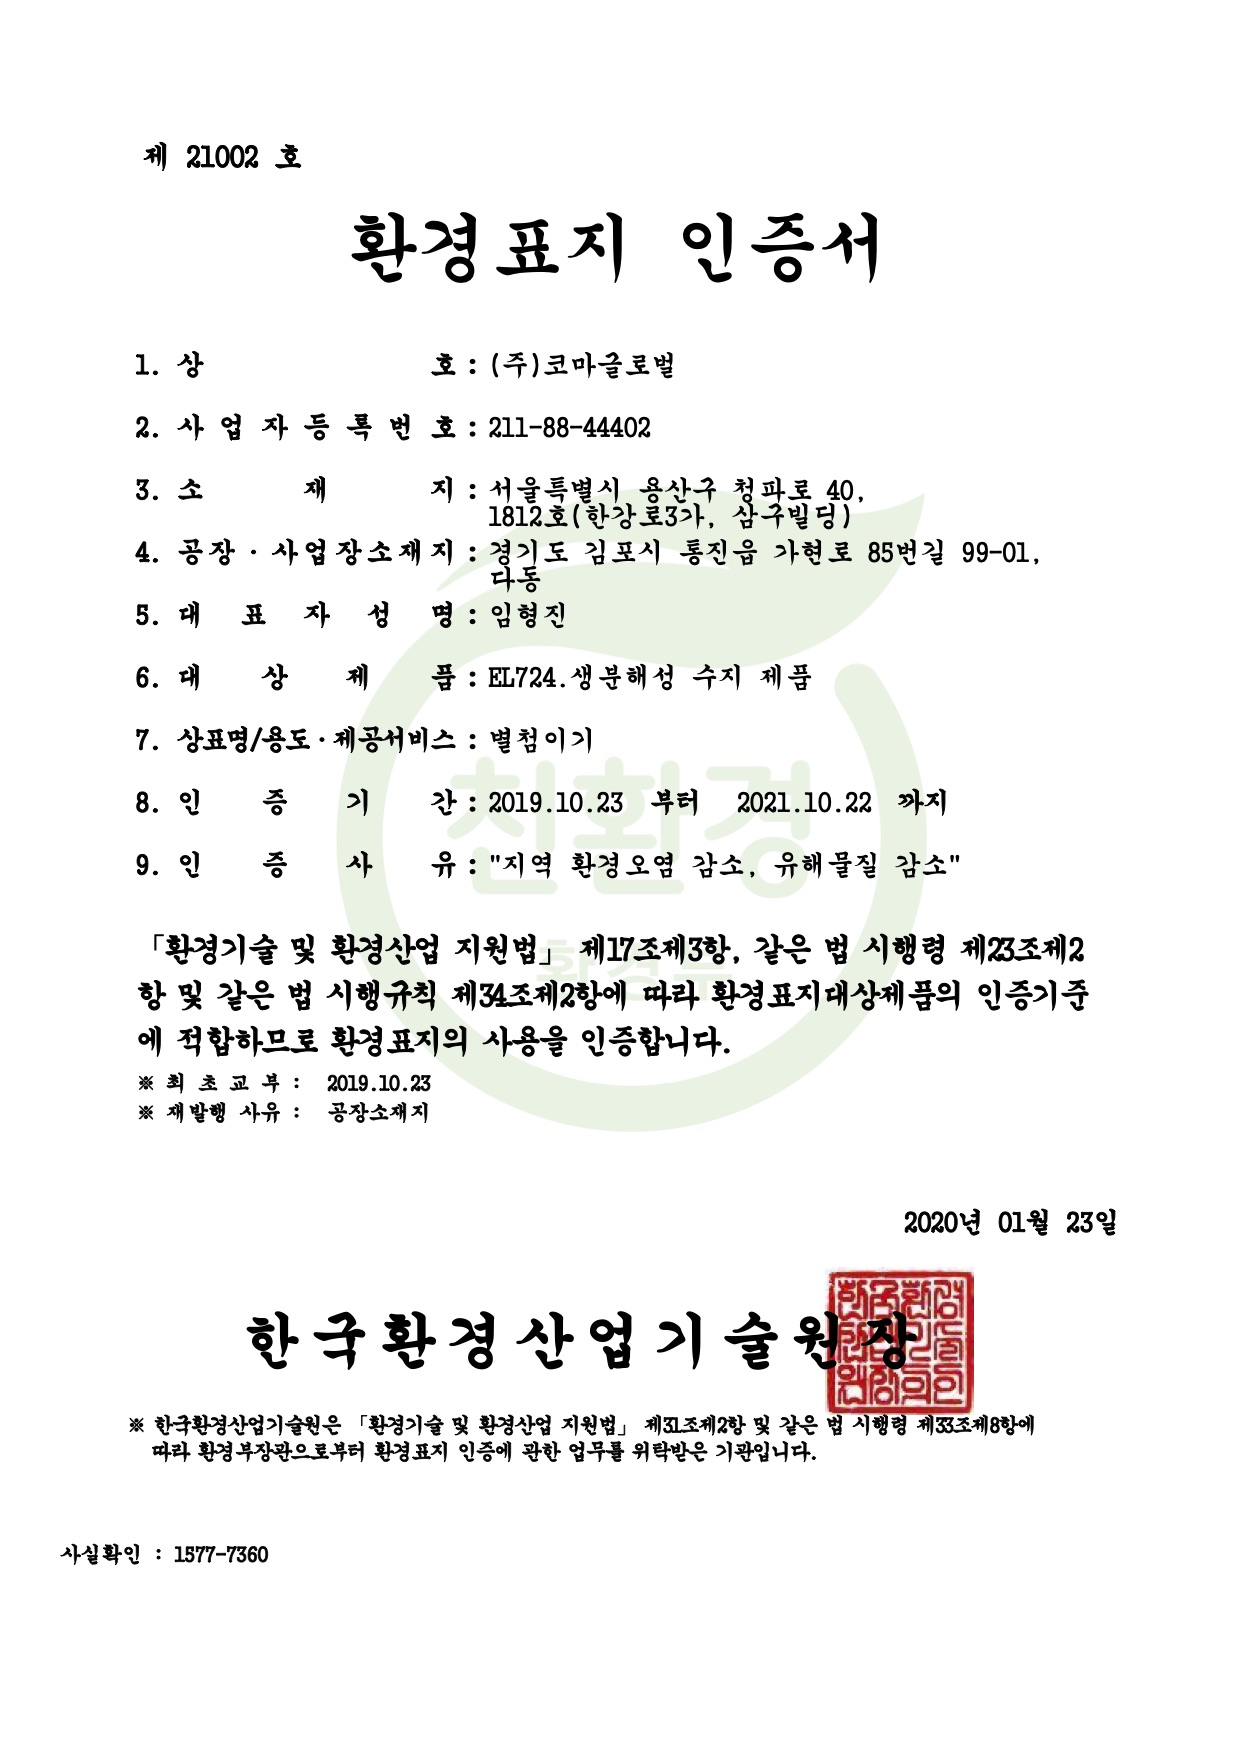 제 21002 호
환경표지 인증서
1. 상 호 : (주)코마글로벌
2. 사 업 자 등 록 번 호 : 211-88-44402
3. 소 재 지 : 서울특별시 용산구 청파로 40,
1812호(한강로3가, 삼구빌딩)
4. 공장 · 사업장소재지 : 경기도 김포시 통진읍 가현로 85번길 99-01,
다동
5. 대 표 자 성 명 : 임형진
6. 대 상 제 품 : EL724.생분해성 수지 제품
7. 상표명/용도·제공서비스 : 별첨이기
친환경
8. 인 증 기 간 : 2019.10.23 부터 2021.10.22 까지
9. 인 증 사 유 : "지역 환경오염 감소, 유해물질 감소"
「환경기술 및 환경산업 지원법」 제17조제3항, 같은 법 시행령 제23조제2
환경부
항 및 같은 법 시행규칙 제34조제2항에 따라 환경표지대상제품의 인증기준
에 적합하므로 환경표지의 사용을 인증합니다.
※ 최 초 교 부 : 2019.10.23
※ 재발행 사유 : 공장소재지
2020년 01월 23일
한국환경산업기술원장
※ 한국환경산업기술원은 「환경기술 및 환경산업 지원법」 제31조제2항 및 같은 법 시행령 제33조제8항에
따라 환경부장관으로부터 환경표지 인증에 관한 업무를 위탁받은 기관입니다.
사실확인 : 1577-7360